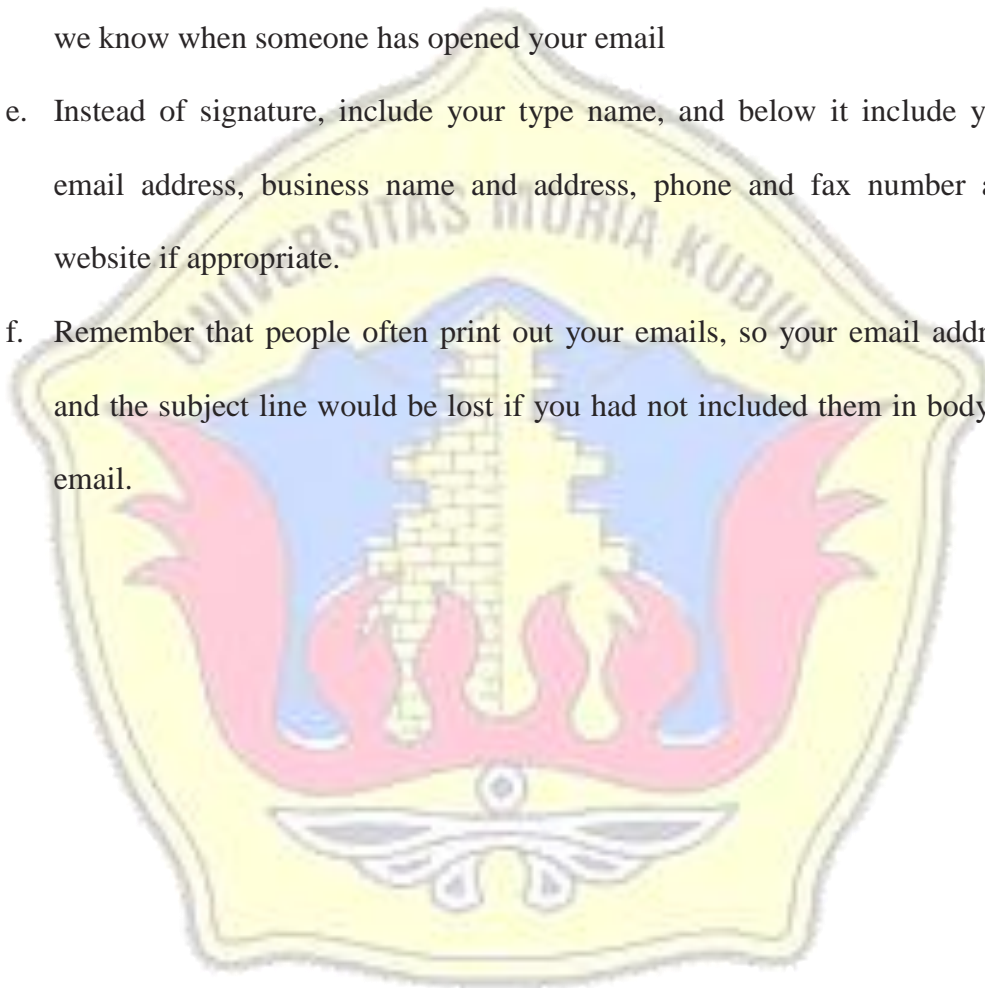 we know when someone has opened your email
e. Instead of signature, include your type name, and below it include y
email address, business name and address, phone and fax number a
website if appropriate.
UNIVERSITAS MURIA KUDUS
f. Remember that people often print out your emails, so your email addr
and the subject line would be lost if you had not included them in body
email.